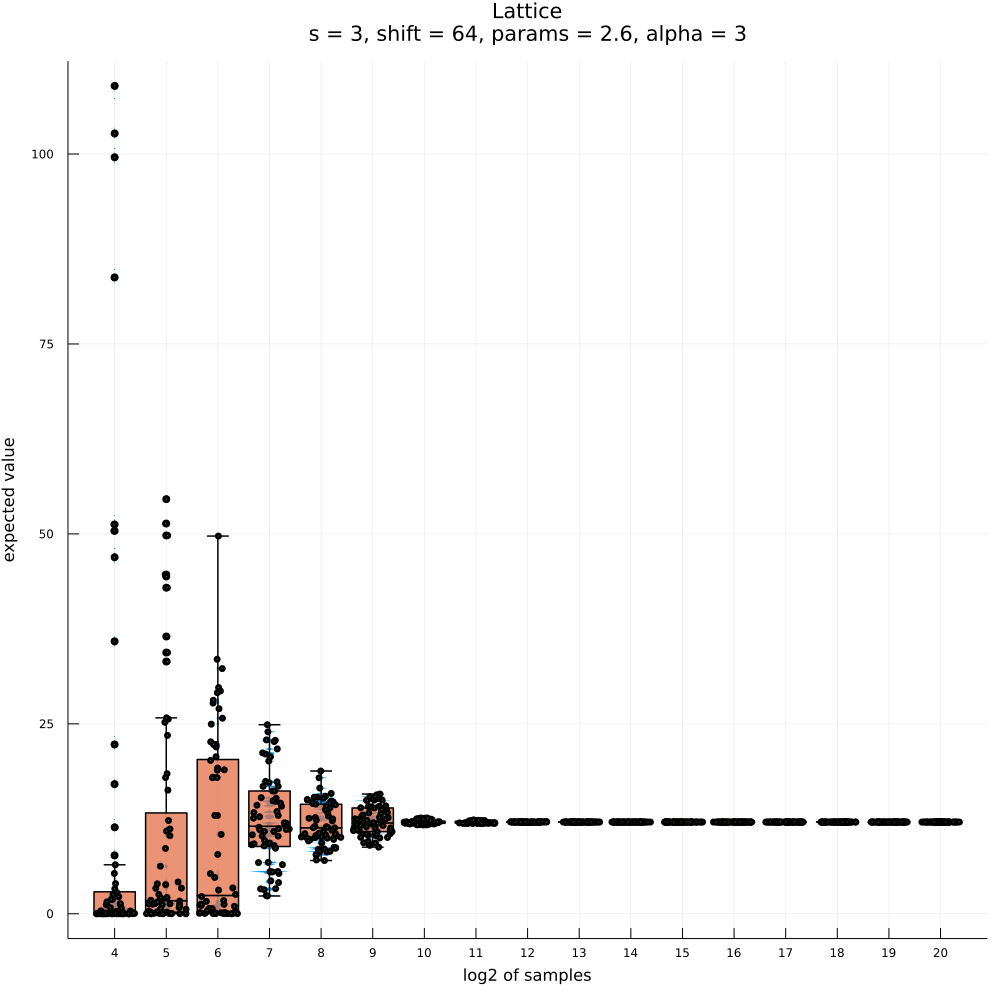 Lattice
s = 3, shift = 64, params = 2.6, alpha = 3
expected value
100
75
50
25
0
4 5 6 7 8 9 10 11 12 13 14 15 16 17 18 19 20
log2 of samples